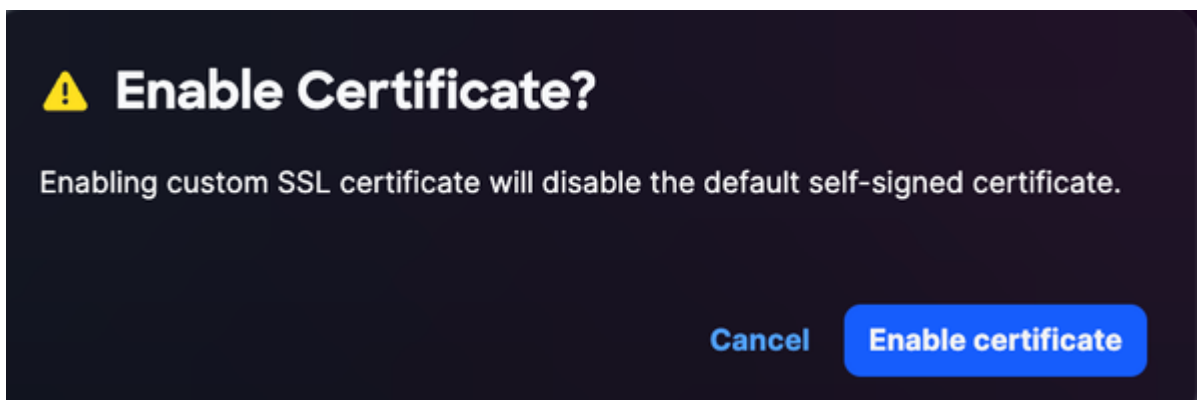 Enable Certificate?
Enabling custom SSL certificate will disable the default self-signed certificate.
Cancel Enable certificate